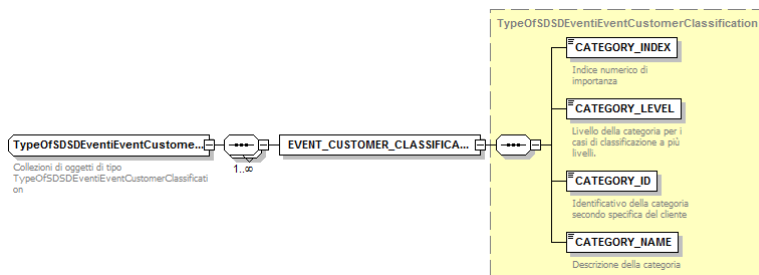 TypeOfSDSDEventiEventCustomerClassification
CATEGORY_INDEX
Indice numerico di
importanza
CATEGORY_LEVEL
Livello della categoria per i
casi di classificazione a più
livelli.
TypeOfSDSDEventiEventCustome...
Collezioni di oggetti di tipo
TypeOfSDSDEventiEventCustomerClassificati
on
1..∞
EVENT_CUSTOMER_CLASSIFICA...
CATEGORY_ID
Identificativo della categoria
secondo specifica del cliente
CATEGORY_NAME
Descrizione della categoria